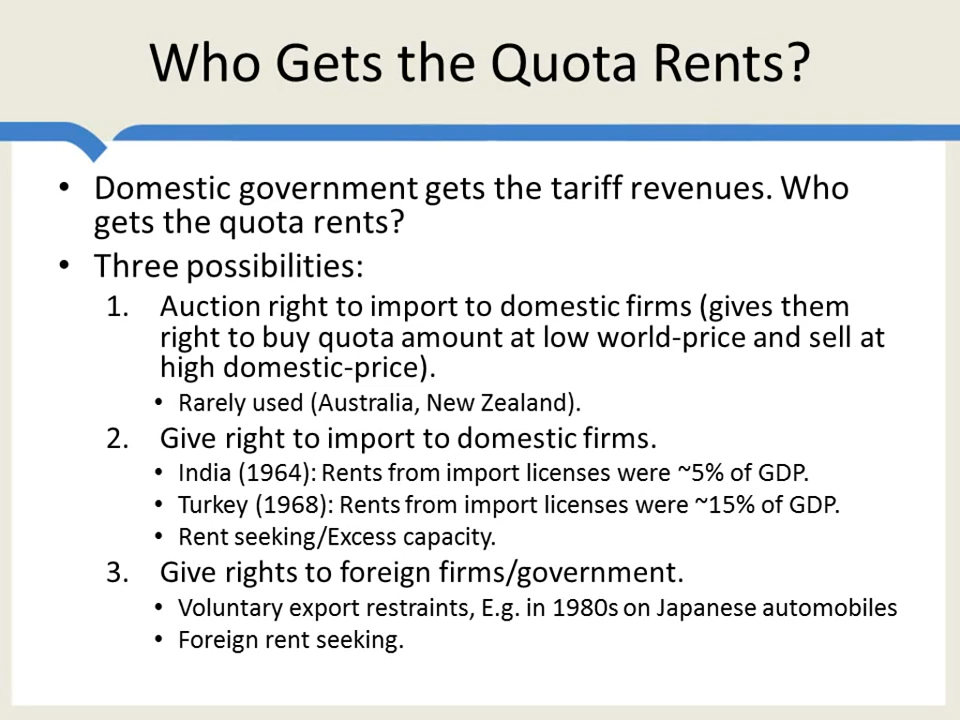 Who Gets the Quota Rents?
• Domestic government gets the tariff revenues. Who
gets the quota rents?
• Three possibilities:
1. Auction right to import to domestic firms (gives them
right to buy quota amount at low world-price and sell at
high domestic-price).
• Rarely used (Australia, New Zealand).
2. Give right to import to domestic firms.
• India (1964): Rents from import licenses were ~5% of GDP.
• Turkey (1968): Rents from import licenses were ~15% of GDP.
• Rent seeking/Excess capacity.
3. Give rights to foreign firms/government.
• Voluntary export restraints, E.g. in 1980s on Japanese automobiles
• Foreign rent seeking.